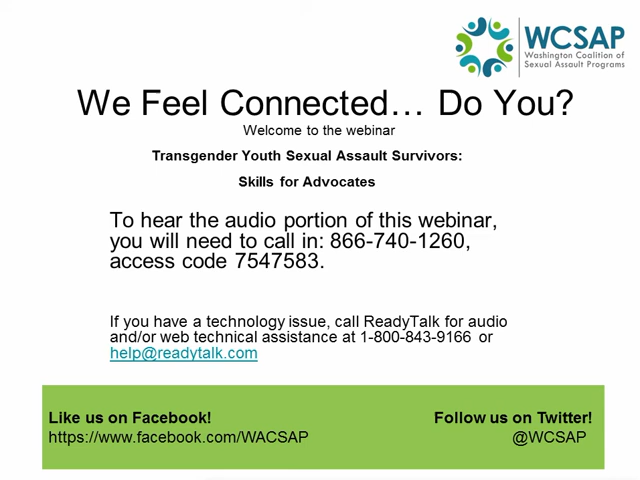 WCSAP
Washington Coalition of
Sexual Assault Programs
We Feel Connected… Do You?
Welcome to the webinar
Transgender Youth Sexual Assault Survivors:
Skills for Advocates
To hear the audio portion of this webinar,
you will need to call in: 866-740-1260,
access code 7547583.
If you have a technology issue, call ReadyTalk for audio
and/or web technical assistance at 1-800-843-9166 or
help@readytalk.com
Like us on Facebook!
https://www.facebook.com/WACSAP
Follow us on Twitter!
@WCSAP